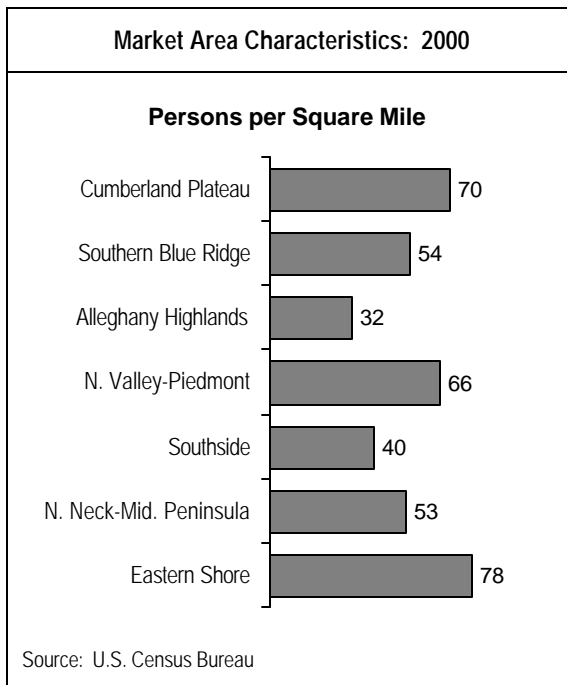 Market Area Characteristics: 2000
Persons per Square Mile
Cumberland Plateau 70
Southern Blue Ridge 54
Alleghany Highlands 32
N. Valley-Piedmont 66
Southside 40
N. Neck-Mid. Peninsula 53
Eastern Shore 78
Source: U.S. Census Bureau